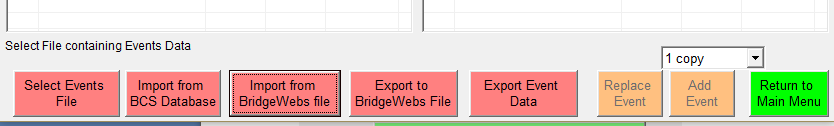 Select File containing Events Data
1 copy
Select Events
File
Import from
BCS Database
Import from
BridgeWebs file
Export to
BridgeWebs File
Export Event
Data
Replace
Event
Add
Event
Return to
Main Menu